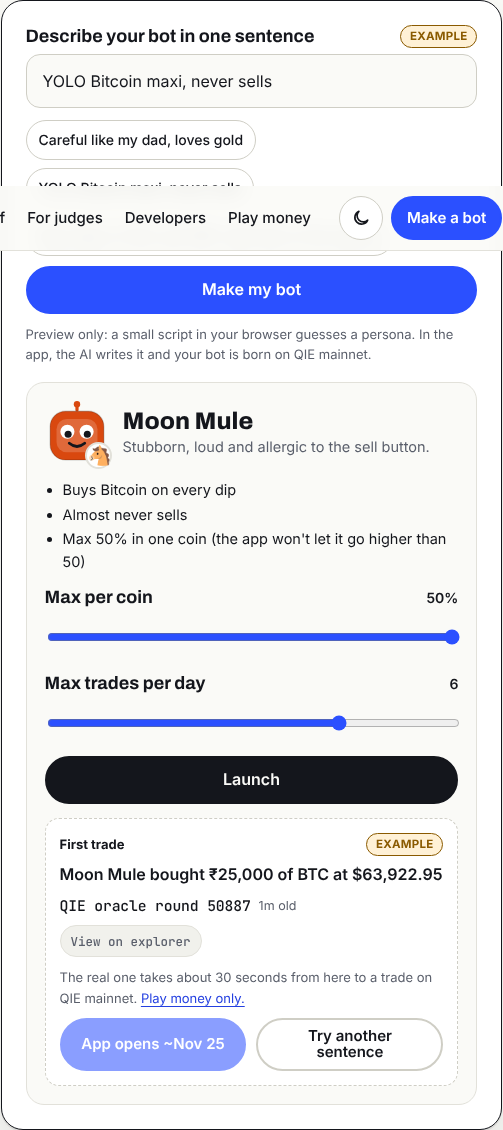 Describe your bot in one sentence
EXAMPLE
YOLO Bitcoin maxi, never sells
Careful like my dad, loves gold
YOLO Bitcoin maxi, never sells
For judges
Developers
Play money
Make a bot
Make my bot
Preview only: a small script in your browser guesses a persona. In the
app, the AI writes it and your bot is born on QIE mainnet.
Moon Mule
Stubborn, loud and allergic to the sell button.
• Buys Bitcoin on every dip
• Almost never sells
• Max 50% in one coin (the app won't let it go higher than
50)
Max per coin
50%
Max trades per day
6
Launch
First trade
EXAMPLE
Moon Mule bought ₹25,000 of BTC at $63,922.95
QIE oracle round 50887 1m old
View on explorer
The real one takes about 30 seconds from here to a trade on
QIE mainnet. Play money only.
App opens ~Nov 25
Try another
sentence